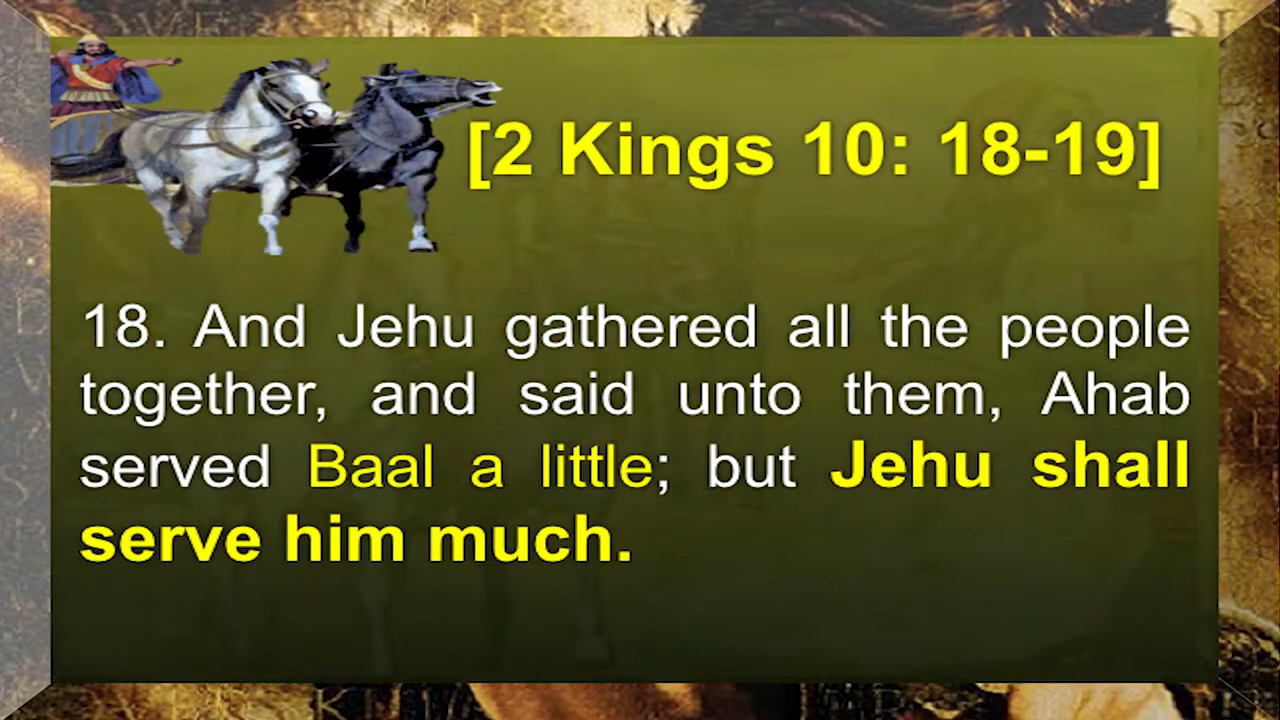 [2 Kings 10: 18-19]
18. And Jehu gathered all the people
together, and said unto them, Ahab
served Baal a little; but Jehu shall
serve him much.